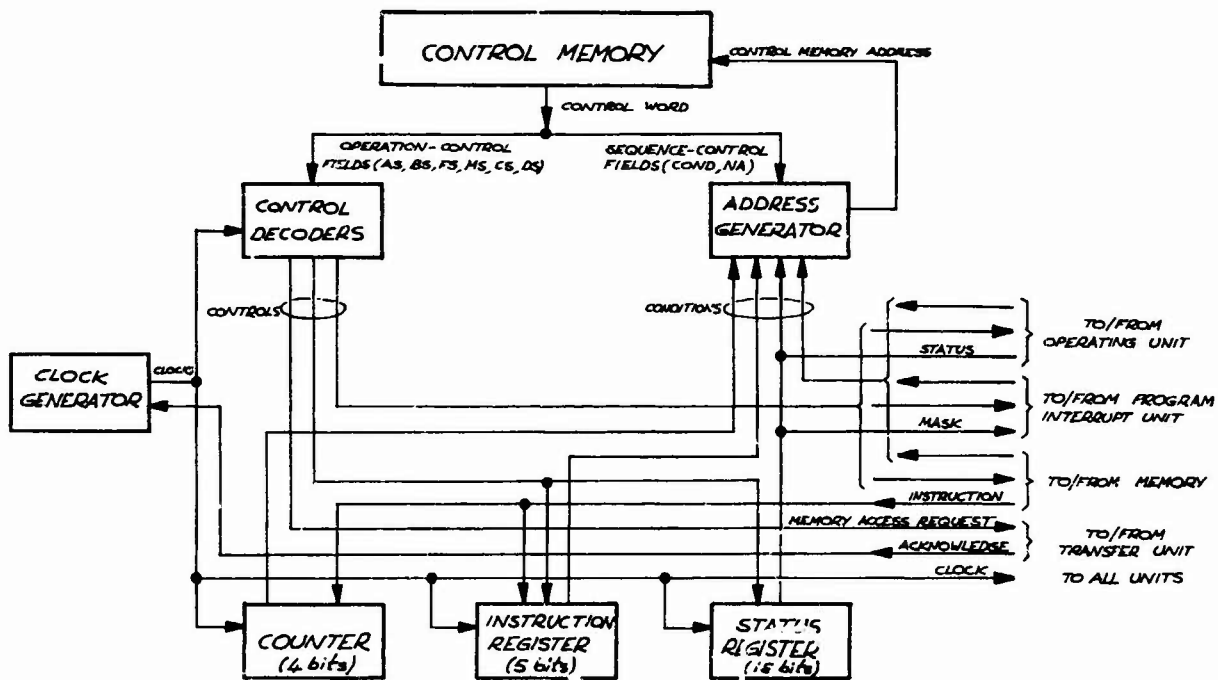 CONTROL MEMORY
CONTROL MEMORY ADDRESS
CONTROL WORD
OPERATION-CONTROL
FIELDS (AS, BS, FS, MS, CS, DS)
SEQUENCE-CONTROL
FIELDS (COND, NA)
CONTROL
DECODERS
ADDRESS
GENERATOR
CONTROLS
CONDITIONS
TO/FROM
OPERATING UNIT
STATUS
CLOCK
GENERATOR
CLOCK
TO/FROM PROGRAM
INTERRUPT UNIT
MASK
TO/FROM MEMORY
INSTRUCTION
MEMORY ACCESS REQUEST
TO/FROM
TRANSFER UNIT
ACKNOWLEDGE
CLOCK
TO ALL UNITS
COUNTER
(4 bits)
INSTRUCTION
REGISTER
(5 bits)
STATUS
REGISTER
bits)